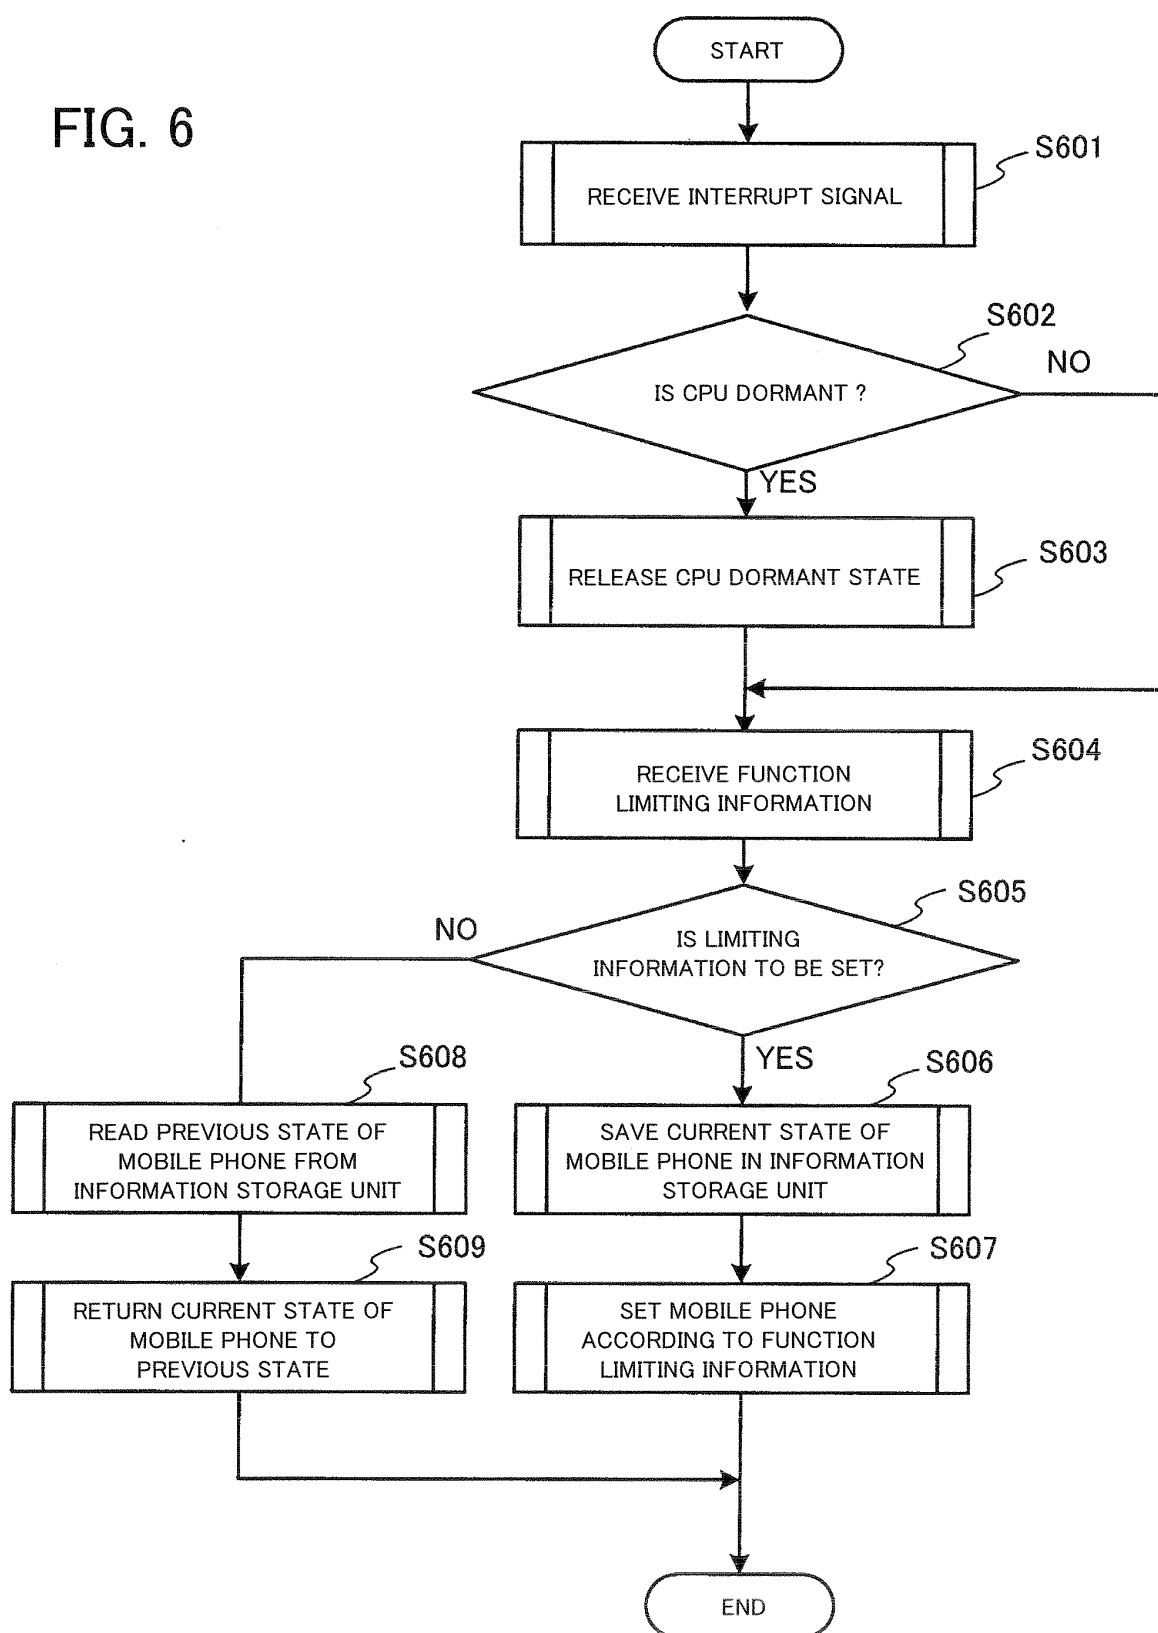 FIG. 6
START
S601
RECEIVE INTERRUPT SIGNAL
S602
IS CPU DORMANT ?
NO
YES
S603
RELEASE CPU DORMANT STATE
S604
RECEIVE FUNCTION
LIMITING INFORMATION
S605
IS LIMITING
INFORMATION TO BE SET?
NO
YES
S608
READ PREVIOUS STATE OF
MOBILE PHONE FROM
INFORMATION STORAGE UNIT
S606
SAVE CURRENT STATE OF
MOBILE PHONE IN INFORMATION
STORAGE UNIT
S609
RETURN CURRENT STATE OF
MOBILE PHONE TO
PREVIOUS STATE
S607
SET MOBILE PHONE
ACCORDING TO FUNCTION
LIMITING INFORMATION
END